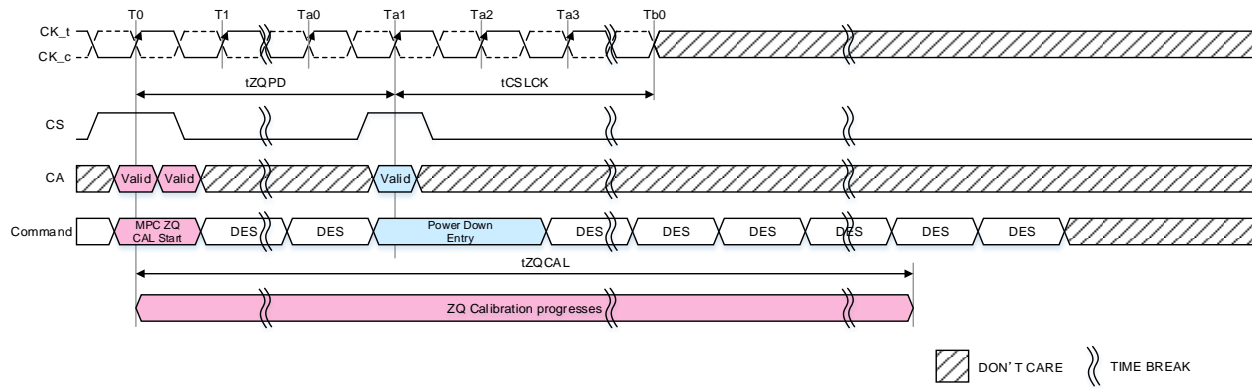 T0 T1 Ta0 Ta1 Ta2 Ta3 Tb0
CK_t
CK_c
tZQPD tCSLCK
CS
CA Valid Valid Valid
Command MPC ZQ CAL Start DES DES Power Down Entry DES DES DES DES DES DES
tZQCAL
ZQ Calibration progresses
DON'T CARE TIME BREAK